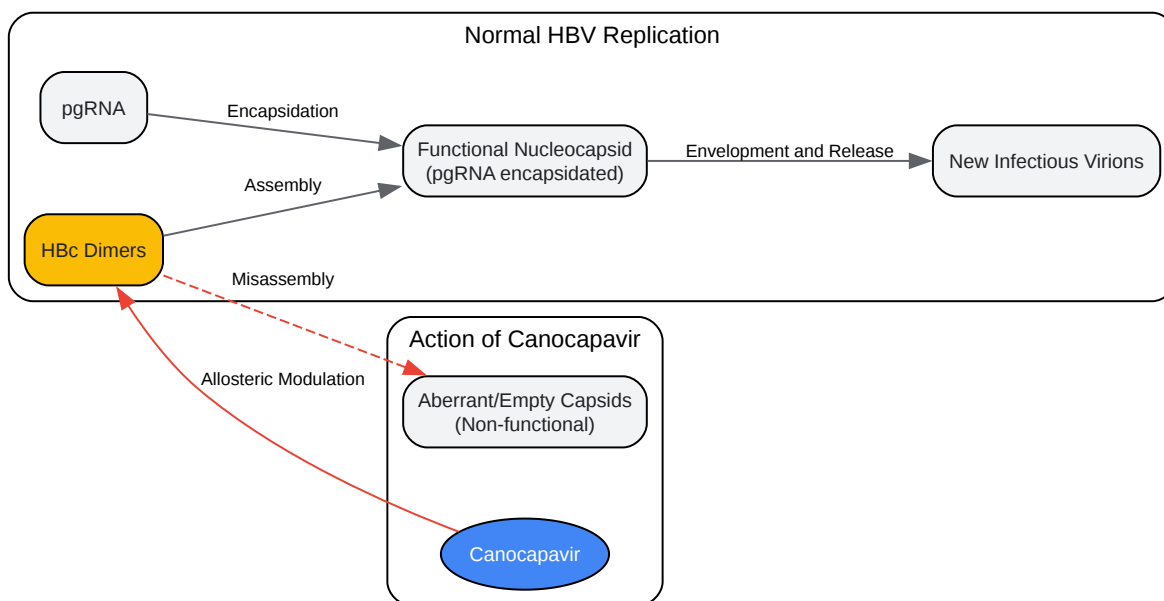 Normal HBV Replication
pgRNA
Encapsidation
Functional Nucleocapsid
(pgRNA encapsidated)
Envelopment and Release
New Infectious Virions
Assembly
HBc Dimers
Misassembly
Action of Canocapavir
Allosteric Modulation
Aberrant/Empty Capsids
(Non-functional)
Canocapavir